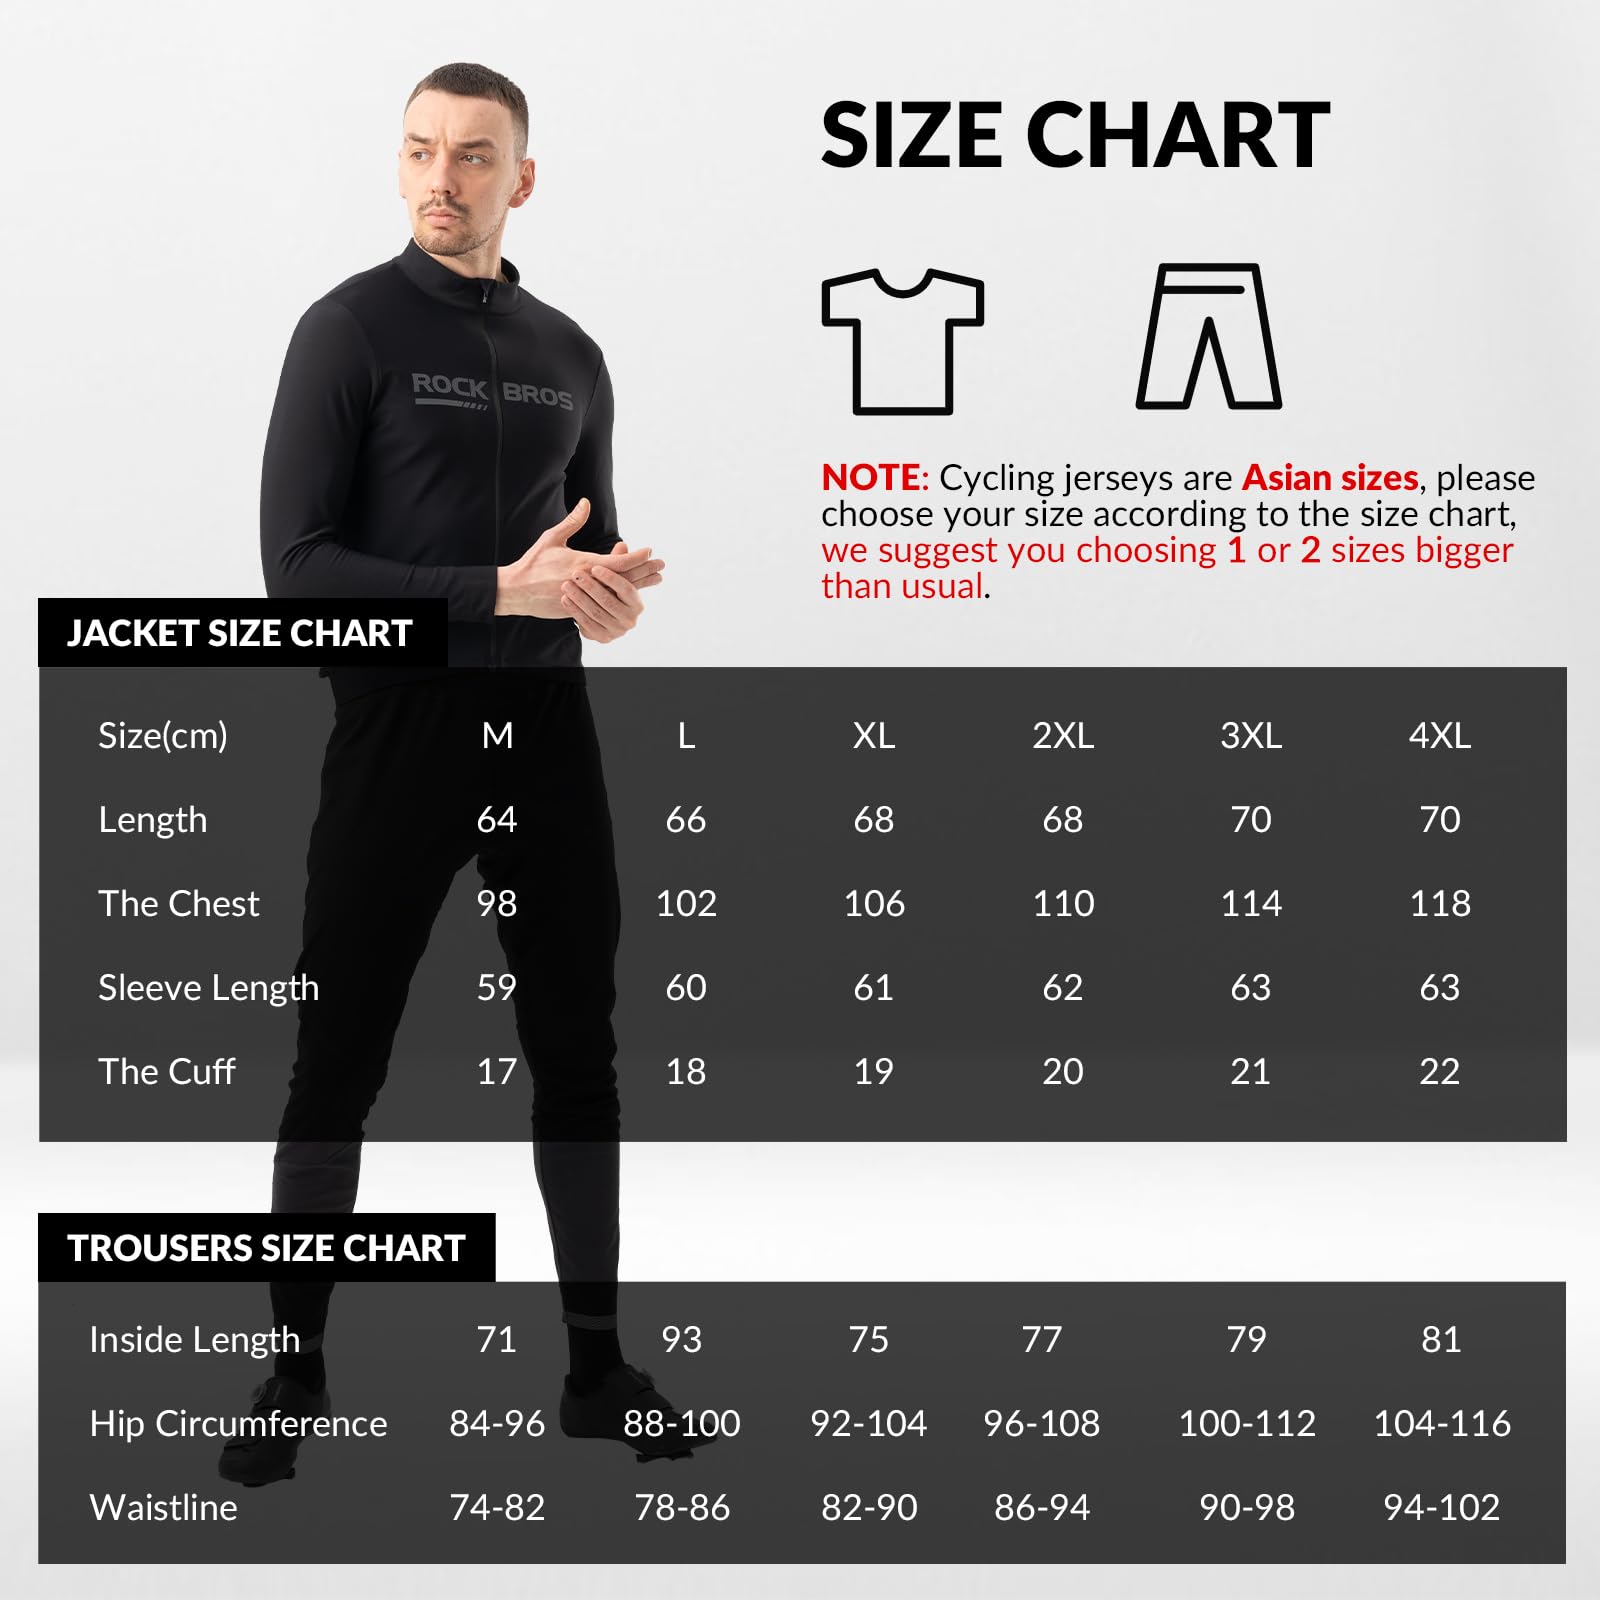 SIZE CHART
ROCK BROS
NOTE: Cycling jerseys are Asian sizes, please
choose your size according to the size chart,
we suggest you choosing 1 or 2 sizes bigger
than usual.
JACKET SIZE CHART
Size(cm) M L XL 2XL 3XL 4XL
Length 64 66 68 68 70 70
The Chest 98 102 106 110 114 118
Sleeve Length 59 60 61 62 63 63
The Cuff 17 18 19 20 21 22
TROUSERS SIZE CHART
Inside Length 71 93 75 77 79 81
Hip Circumference 84-96 88-100 92-104 96-108 100-112 104-116
Waistline 74-82 78-86 82-90 86-94 90-98 94-102